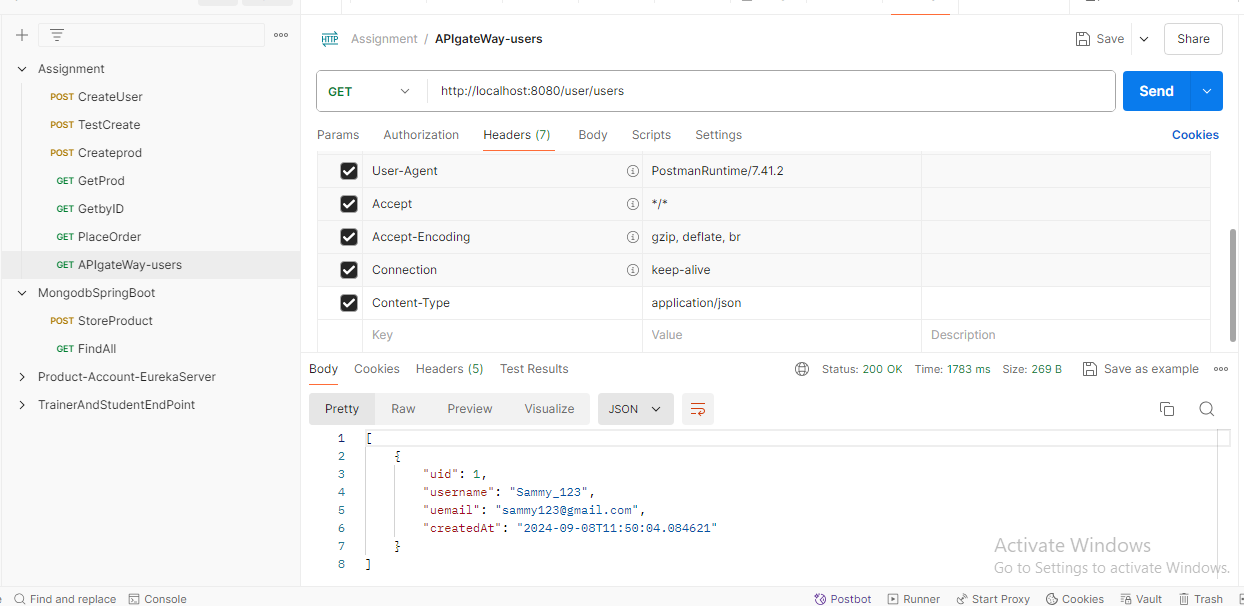 HTTP Assignment / APIgateWay-users Save Share
GET http://localhost:8080/user/users Send
Params Authorization Headers (7) Body Scripts Settings Cookies
User-Agent PostmanRuntime/7.41.2
Accept */*
Accept-Encoding gzip, deflate, br
Connection keep-alive
Content-Type application/json
Key Value Description
Assignment
POST CreateUser
POST TestCreate
POST Createprod
GET GetProd
GET GetbyID
GET PlaceOrder
GET APIgateWay-users
MongodbSpringBoot
POST StoreProduct
GET FindAll
Product-Account-EurekaServer
TrainerAndStudentEndPoint
Body Cookies Headers (5) Test Results Status: 200 OK Time: 1783 ms Size: 269 B Save as example
Pretty Raw Preview Visualize JSON
1 [
2 {
3 "uid": 1,
4 "username": "Sammy_123",
5 "uemail": "sammy123@gmail.com",
6 "createdAt": "2024-09-08T11:50:04.084621"
7 }
8 ]
Activate Windows
Go to Settings to activate Windows.
Find and replace Console Postbot Runner Start Proxy Cookies Vault Trash